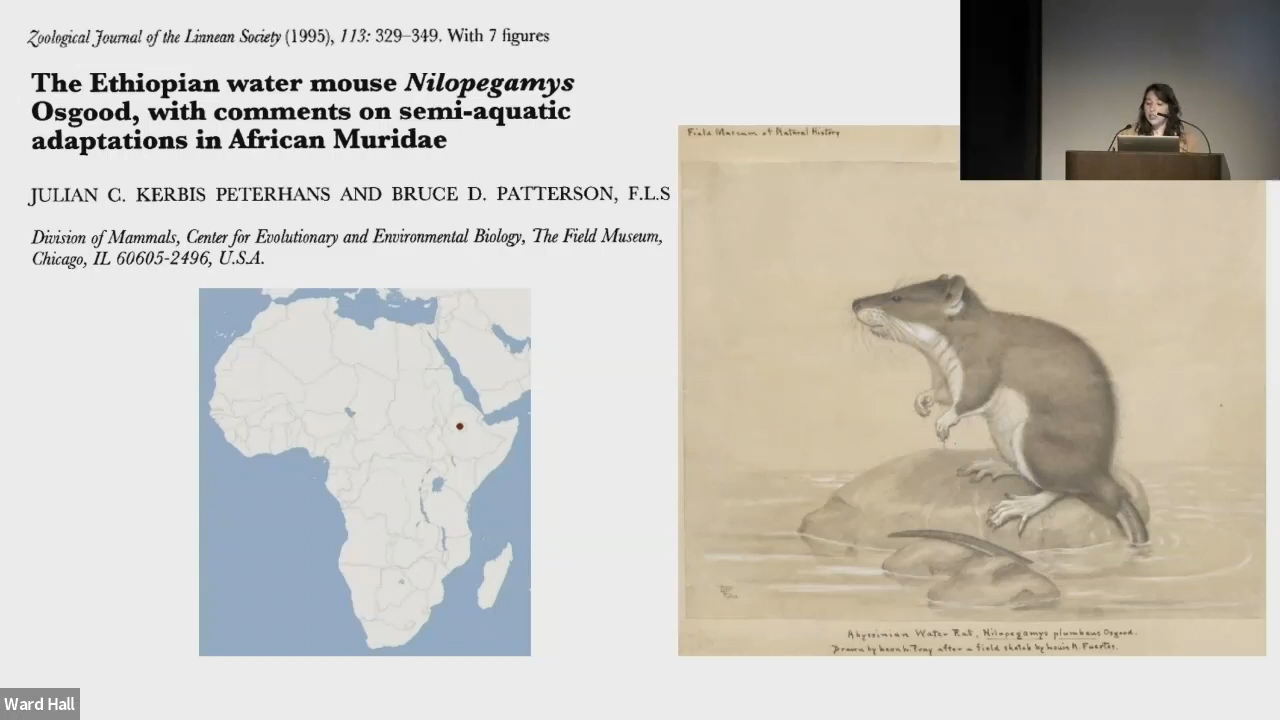 Zoological Journal of the Linnean Society (1995), 113: 329–349. With 7 figures
The Ethiopian water mouse Nilopegamys
Osgood, with comments on semi-aquatic
adaptations in African Muridae
JULIAN C. KERBIS PETERHANS AND BRUCE D. PATTERSON, F.L.S
Division of Mammals, Center for Evolutionary and Environmental Biology, The Field Museum,
Chicago, IL 60605-2496, U.S.A.
Field Museum of Natural History
Abyssinian Water Rat, Nilopegamys plumbeus Osgood.
Drawn by Leon L. Pray after a field sketch by Louis A. Fuertes.
Ward Hall